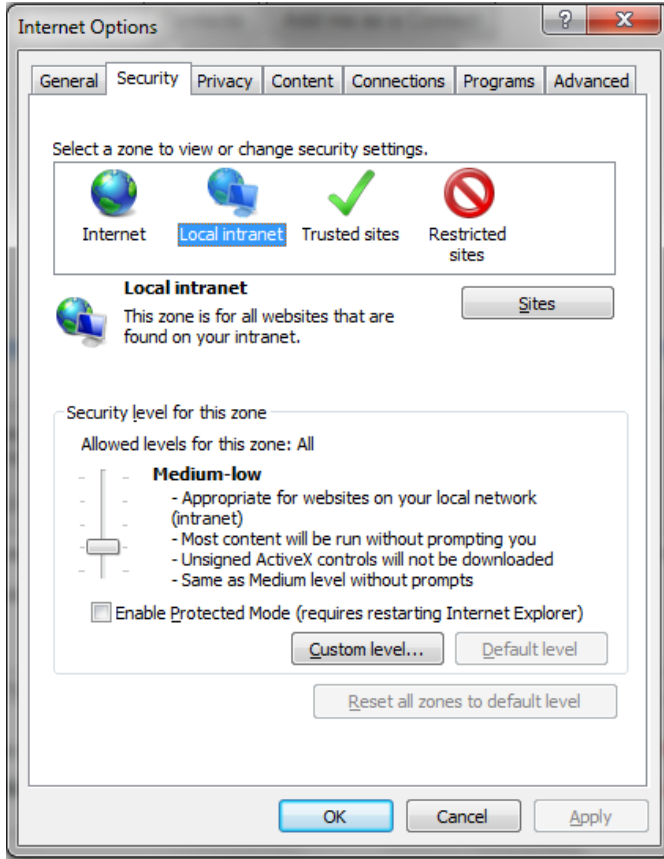 Internet Options
General Security Privacy Content Connections Programs Advanced
Select a zone to view or change security settings.
Internet Local intranet Trusted sites Restricted
sites
Local intranet
Sites
This zone is for all websites that are
found on your intranet.
Security level for this zone
Allowed levels for this zone: All
Medium-low
- Appropriate for websites on your local network
(intranet)
- Most content will be run without prompting you
- Unsigned ActiveX controls will not be downloaded
- Same as Medium level without prompts
Enable Protected Mode (requires restarting Internet Explorer)
Custom level... Default level
Reset all zones to default level
OK Cancel Apply